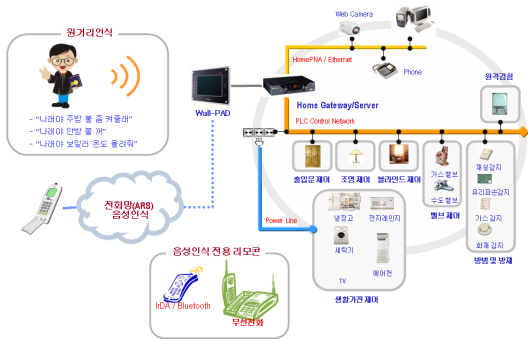 원거리인식
- "나래야 주방 불 좀 켜줄래"
- "나래야 안방 불 꺼"
- "나래야 보일러 온도 올려줘"
Web Camera
HomePNA / Ethernet
Phone
원격검침
Wall-PAD
Home Gateway/Server
PLC Control Network
출입문 제어
조명 제어
블라인드 제어
가스 밸브
수도 밸브
밸브 제어
재실감지
유리파손감지
가스 감지
화재 감지
방범 및 방재
전화망(ARS)
음성인식
Power Line
냉장고
전자레인지
세탁기
에어컨
TV
생활가전 제어
음성인식 전용 리모콘
IrDA / Bluetooth
무선전화